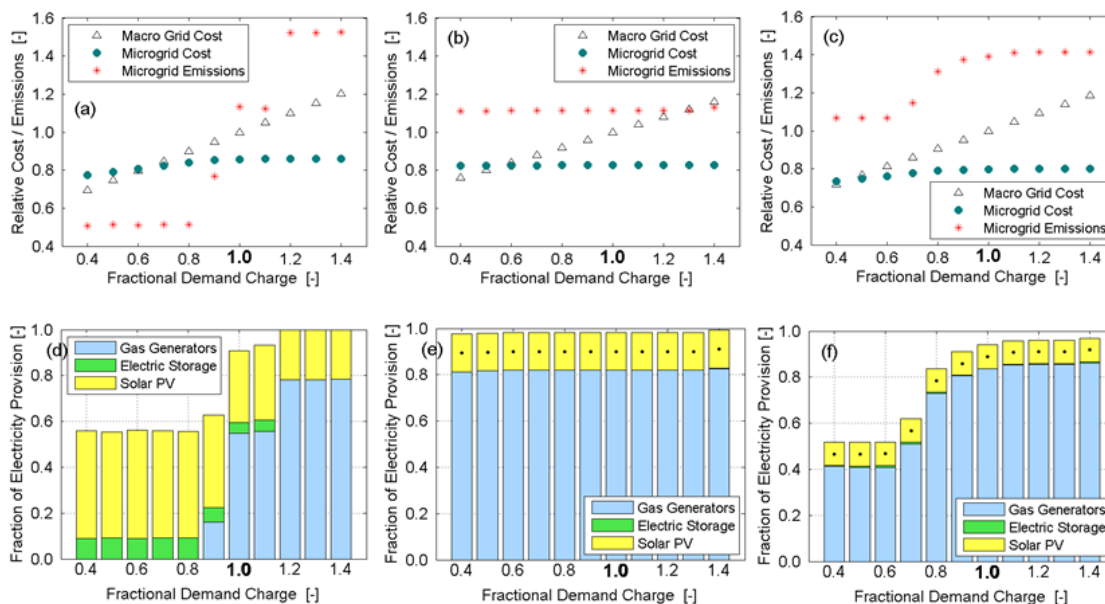 Relative Cost / Emissions [-]
1.6
1.4
1.2
1.0
0.8
0.6
0.4
Macro Grid Cost
Microgrid Cost
Microgrid Emissions
(a)
0.4 0.6 0.8 1.0 1.2 1.4
Fractional Demand Charge [-]
Relative Cost / Emissions [-]
1.6
1.4
1.2
1.0
0.8
0.6
0.4
(b)
Macro Grid Cost
Microgrid Cost
Microgrid Emissions
0.4 0.6 0.8 1.0 1.2 1.4
Fractional Demand Charge [-]
Relative Cost / Emissions [-]
1.6
1.4
1.2
1.0
0.8
0.6
0.4
(c)
Macro Grid Cost
Microgrid Cost
Microgrid Emissions
0.4 0.6 0.8 1.0 1.2 1.4
Fractional Demand Charge [-]
Fraction of Electricity Provision [-]
1.0
0.8
0.6
0.4
0.2
0.0
(d)
Gas Generators
Electric Storage
Solar PV
0.4 0.6 0.8 1.0 1.2 1.4
Fractional Demand Charge [-]
Fraction of Electricity Provision [-]
1.0
0.8
0.6
0.4
0.2
0.0
(e)
Gas Generators
Electric Storage
Solar PV
0.4 0.6 0.8 1.0 1.2 1.4
Fractional Demand Charge [-]
Fraction of Electricity Provision [-]
1.0
0.8
0.6
0.4
0.2
0.0
(f)
Gas Generators
Electric Storage
Solar PV
0.4 0.6 0.8 1.0 1.2 1.4
Fractional Demand Charge [-]